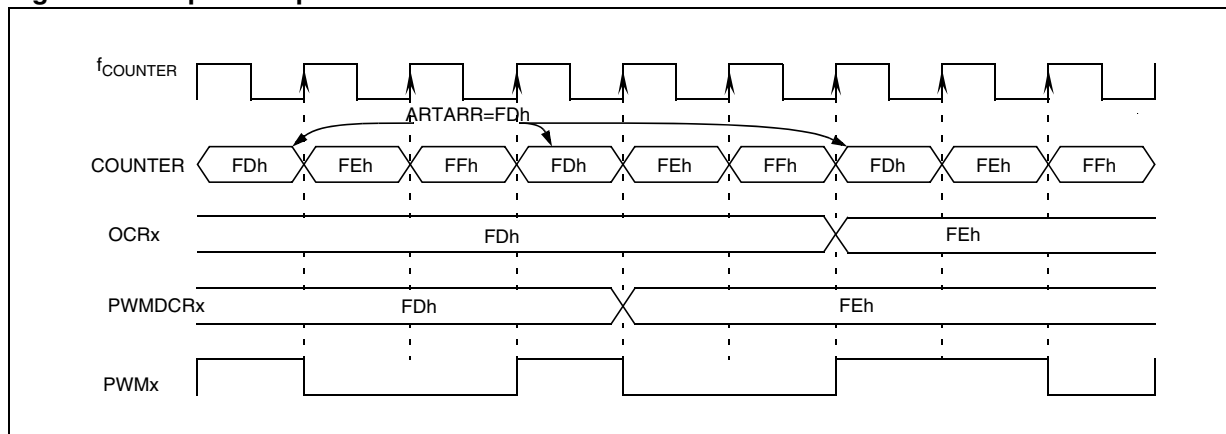 fCOUNTER
ARTARR=FDh
COUNTER FDh FEh FFh FDh FEh FFh FDh FEh FFh
OCRx FDh FEh
PWMDCRx FDh FEh
PWMx